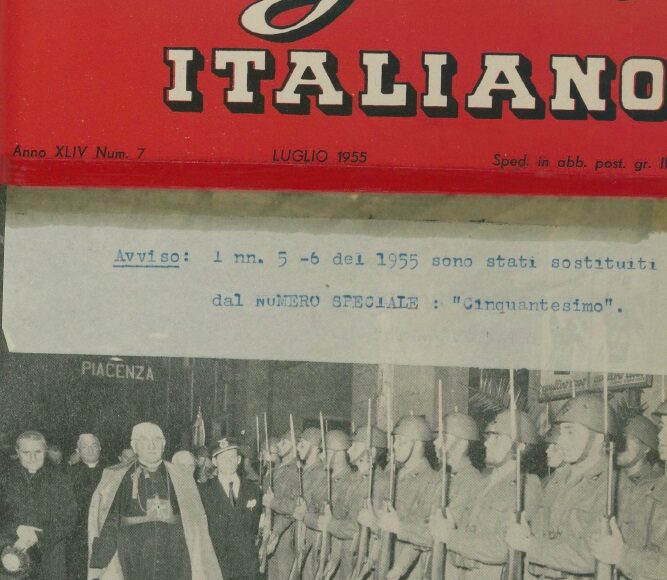 ITALIANO
Anno XLIV Num. 7 LUGLIO 1955 Sped. in abb. post. gr. II
Avviso: I nn. 5 -6 del 1955 sono stati sostituiti
dal NUMERO SPECIALE : "Cinquantesimo".
PIACENZA